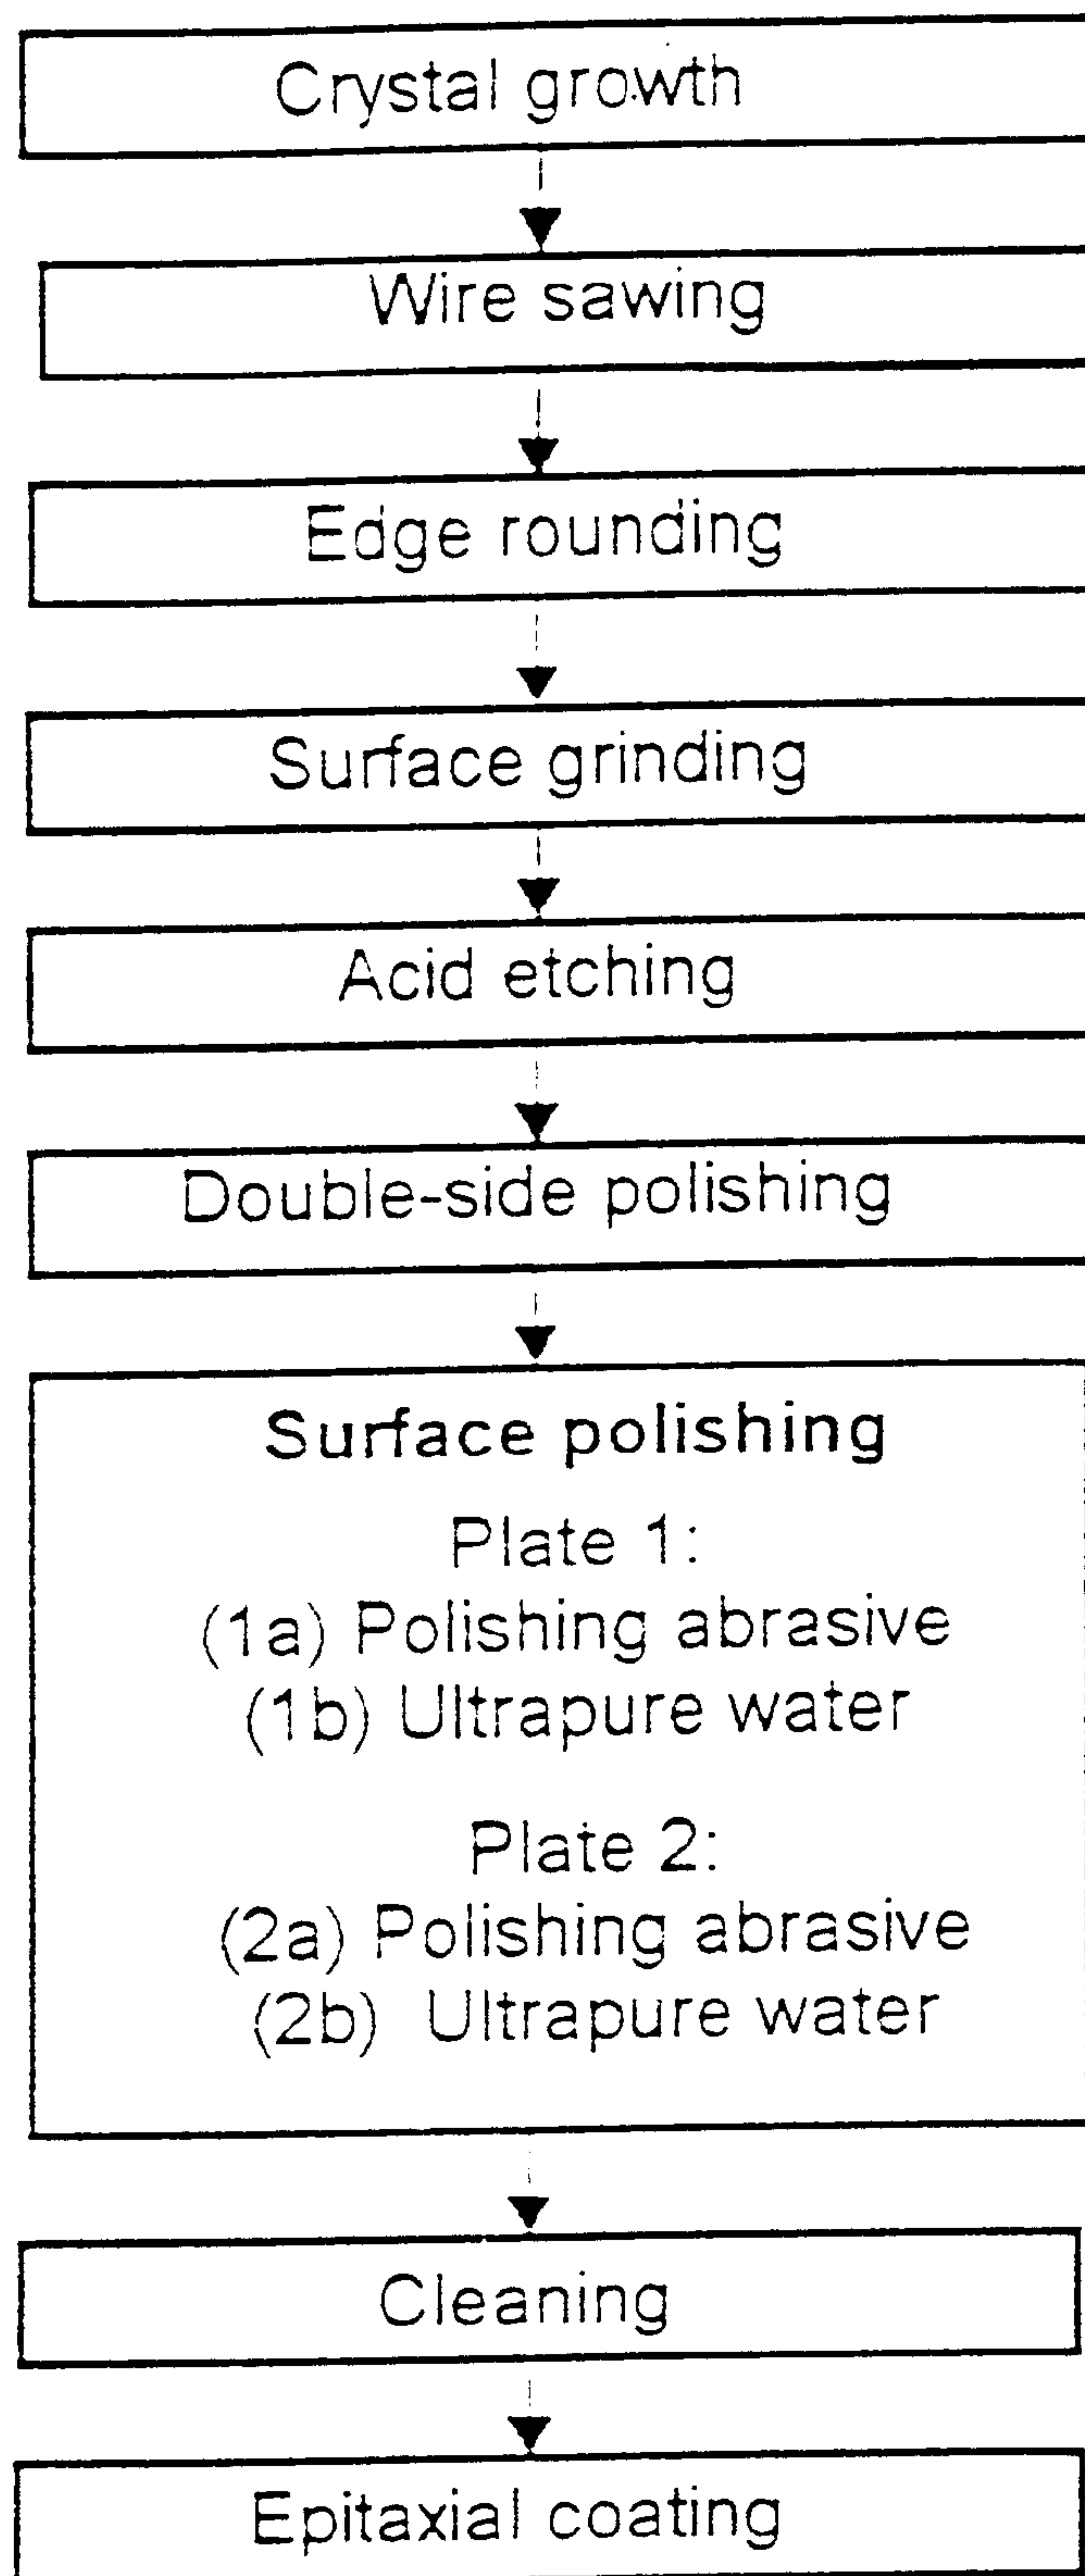 Crystal growth
Wire sawing
Edge rounding
Surface grinding
Acid etching
Double-side polishing
Surface polishing
Plate 1:
(1a) Polishing abrasive
(1b) Ultrapure water
Plate 2:
(2a) Polishing abrasive
(2b) Ultrapure water
Cleaning
Epitaxial coating